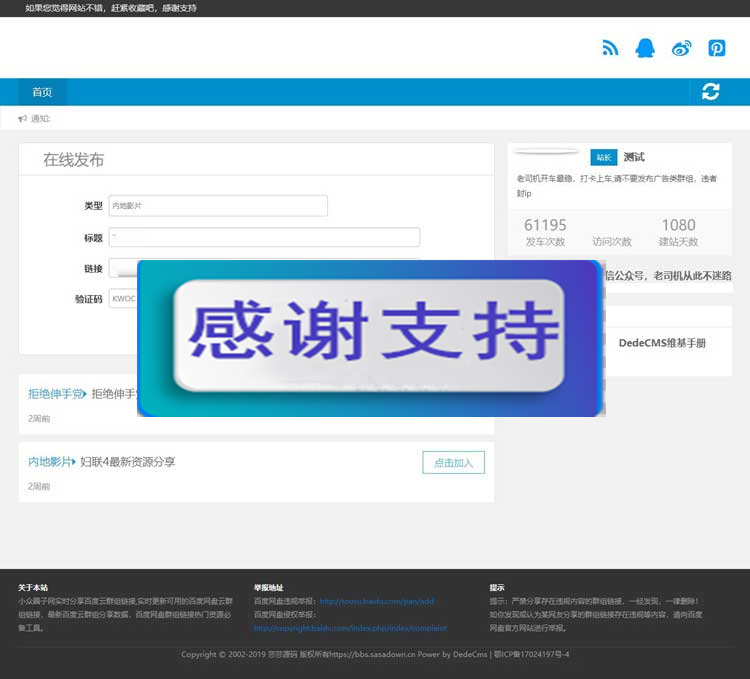 如果您觉得网站不错，赶紧收藏吧，感谢支持
首页
通知:
在线发布
类型 内地影片
标题
链接
验证码 KWOC
站长 测试
老司机开车最稳，打卡上车,请不要发布广告类群组，违者
封ip
61195 1080
发车次数 访问次数 建站天数
信公众号，老司机从此不迷路
DedeCMS维基手册
感谢支持
拒绝伸手党 拒绝伸手
2周前
内地影片 妇联4最新资源分享 点击加入
2周前
关于本站
小众圈子网实时分享百度云群组链接,实时更新可用的百度网盘云群
组链接、最新百度云群组分享数据、百度网盘群组链接热门资源必
备工具。
举报地址
百度网盘违规举报：http://tousu.baidu.com/pan/add
百度网盘侵权举报：
http://copyright.baidu.com/index.php/index/complaint
提示
提示：严禁分享存在违规内容的群组链接，一经发现，一律删除！
如你发现或认为某网友分享的群组链接存在违规等内容，请向百度
网盘官方网站进行举报。
Copyright © 2002-2019 莎莎源码 版权所有https://bbs.sasadown.cn Power by DedeCms | 鄂ICP备17024197号-4